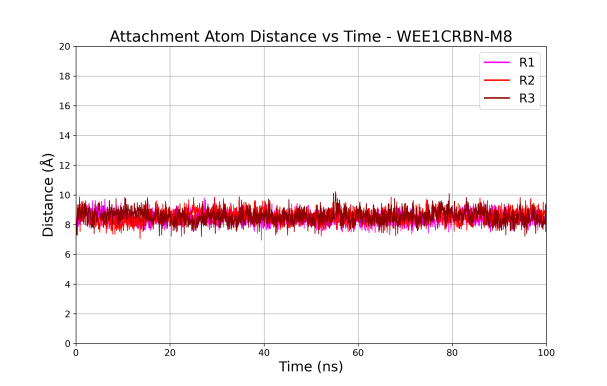 Attachment Atom Distance vs Time - WEE1CRBN-M8
R1
R2
R3
Distance (Å)
20
18
16
14
12
10
8
6
4
2
0
0 20 40 60 80 100
Time (ns)